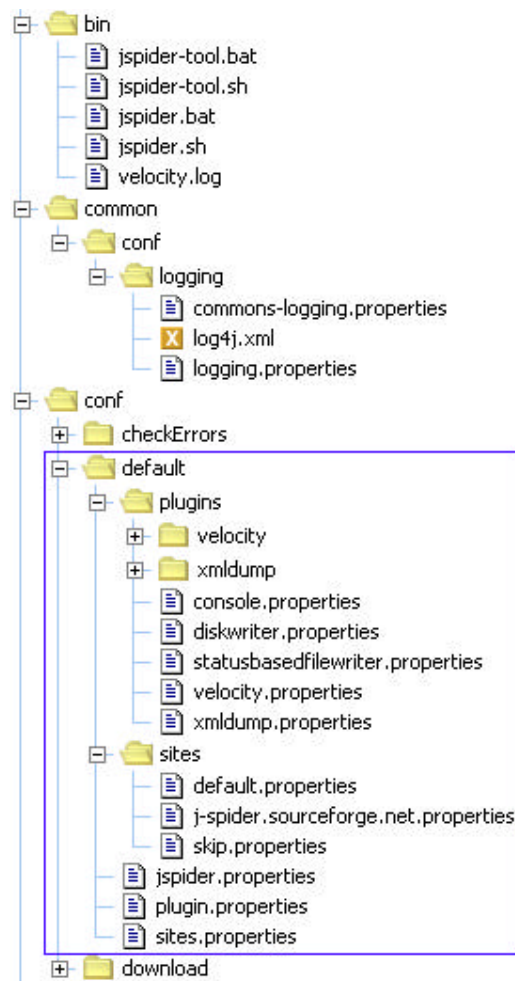 bin
jspider-tool.bat
jspider-tool.sh
jspider.bat
jspider.sh
velocity.log
common
conf
logging
commons-logging.properties
log4j.xml
logging.properties
conf
checkErrors
default
plugins
velocity
xmldump
console.properties
diskwriter.properties
statusbasedfilewriter.properties
velocity.properties
xmldump.properties
sites
default.properties
j-spider.sourceforge.net.properties
skip.properties
jspider.properties
plugin.properties
sites.properties
download